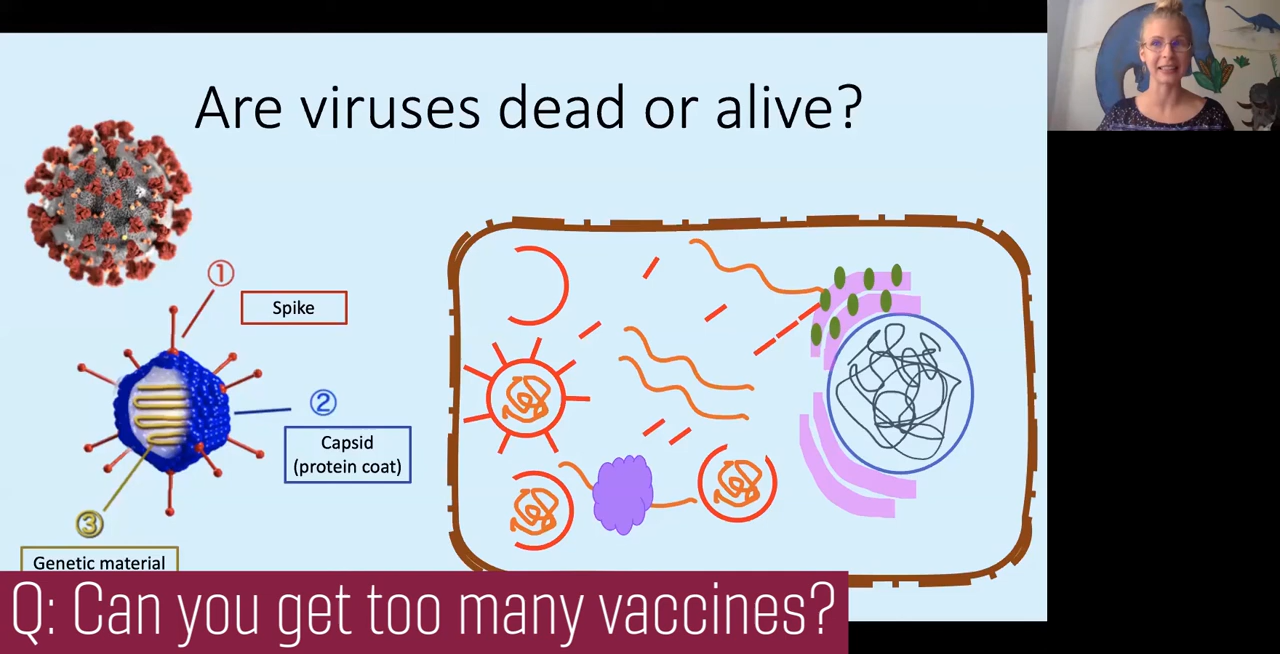 Are viruses dead or alive?
①
Spike
②
Capsid
(protein coat)
③
Genetic material
Q: Can you get too many vaccines?